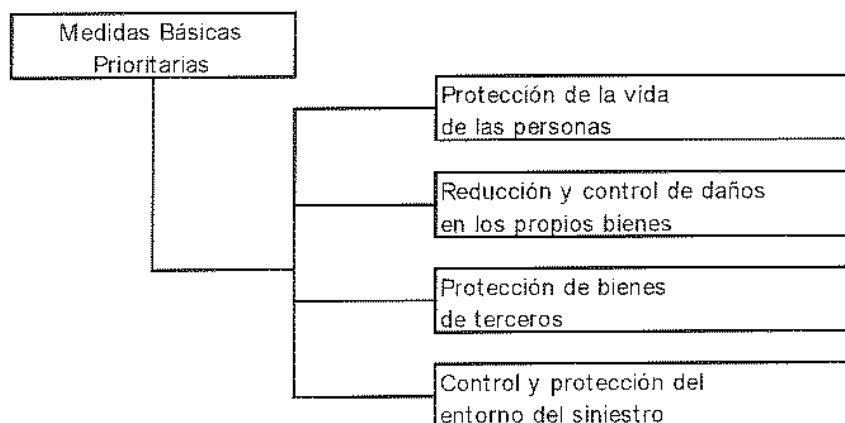 Medidas Básicas
Prioritarias
Protección de la vida
de las personas
Reducción y control de daños
en los propios bienes
Protección de bienes
de terceros
Control y protección del
entorno del siniestro